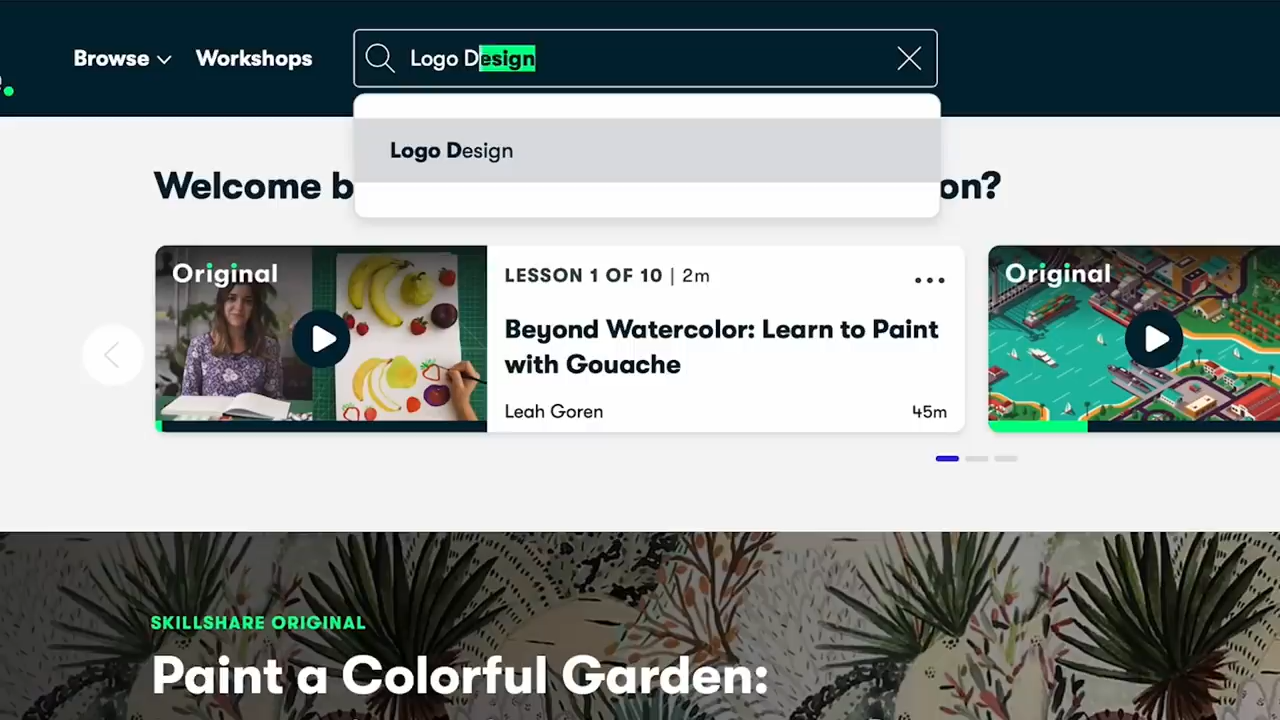 Browse Workshops Logo Design
Logo Design
Welcome b on?
Original
LESSON 1 OF 10 | 2m
Beyond Watercolor: Learn to Paint
with Gouache
Leah Goren 45m
Original
SKILLSHARE ORIGINAL
Paint a Colorful Garden: